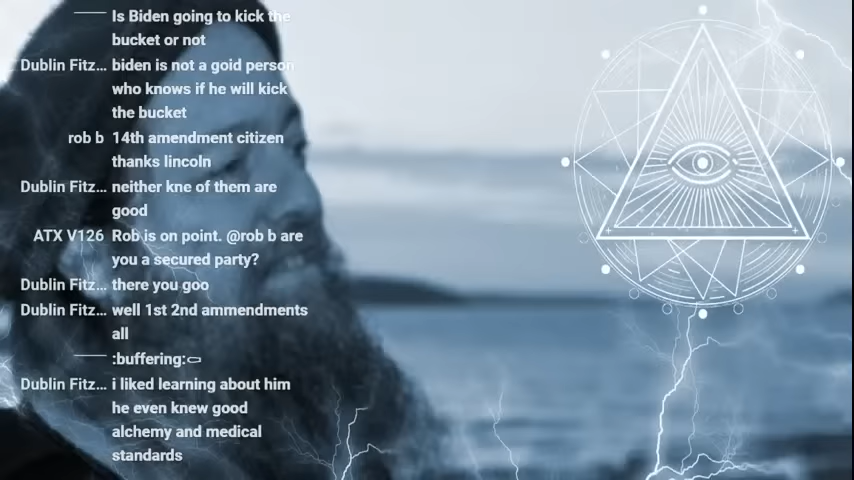 Is Biden going to kick the
bucket or not
Dublin Fitz... biden is not a goid person
who knows if he will kick
the bucket
rob b 14th amendment citizen
thanks lincoln
Dublin Fitz... neither kne of them are
good
ATX V126 Rob is on point. @rob b are
you a secured party?
Dublin Fitz... there you goo
Dublin Fitz... well 1st 2nd ammendments
all
:buffering:
Dublin Fitz... i liked learning about him
he even knew good
alchemy and medical
standards